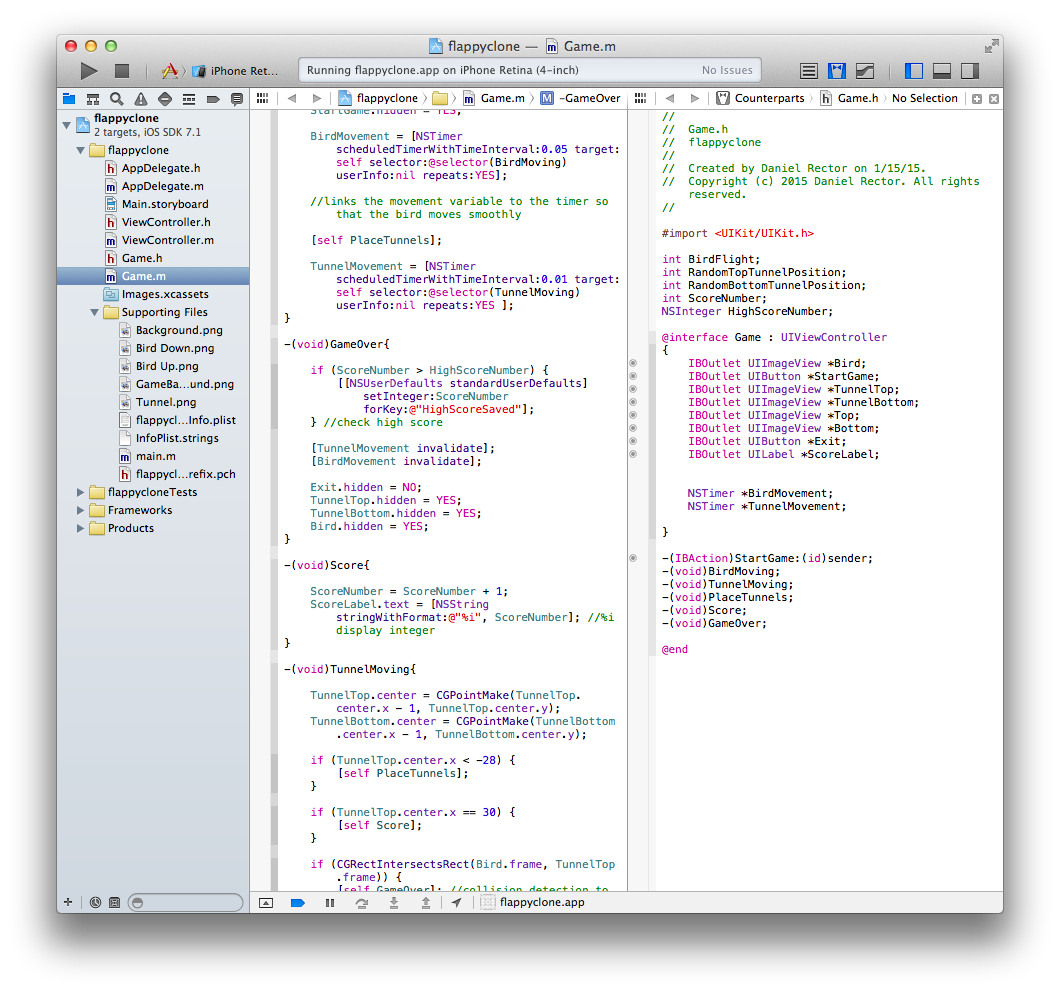 flappyclone — Game.m
iPhone Ret...
Running flappyclone.app on iPhone Retina (4-inch)
No Issues
flappyclone
Game.m
-GameOver
Counterparts
Game.h
No Selection
flappyclone
2 targets, iOS SDK 7.1
flappyclone
AppDelegate.h
AppDelegate.m
Main.storyboard
ViewController.h
ViewController.m
Game.h
Game.m
Images.xcassets
Supporting Files
Background.png
Bird Down.png
Bird Up.png
GameBa...und.png
Tunnel.png
flappycl...Info.plist
InfoPlist.strings
main.m
flappycl...refix.pch
flappycloneTests
Frameworks
Products
StartGame.hidden = YES;
BirdMovement = [NSTimer
scheduledTimerWithTimeInterval:0.05 target:
self selector:@selector(BirdMoving)
userInfo:nil repeats:YES];
//links the movement variable to the timer so
that the bird moves smoothly
[self PlaceTunnels];
TunnelMovement = [NSTimer
scheduledTimerWithTimeInterval:0.01 target:
self selector:@selector(TunnelMoving)
userInfo:nil repeats:YES ];
}
-(void)GameOver{
if (ScoreNumber > HighScoreNumber) {
[[NSUserDefaults standardUserDefaults]
setInteger:ScoreNumber
forKey:@"HighScoreSaved"];
} //check high score
[TunnelMovement invalidate];
[BirdMovement invalidate];
Exit.hidden = NO;
TunnelTop.hidden = YES;
TunnelBottom.hidden = YES;
Bird.hidden = YES;
}
-(void)Score{
ScoreNumber = ScoreNumber + 1;
ScoreLabel.text = [NSString
stringWithFormat:@"%i", ScoreNumber]; //%i
display integer
}
-(void)TunnelMoving{
TunnelTop.center = CGPointMake(TunnelTop.
center.x - 1, TunnelTop.center.y);
TunnelBottom.center = CGPointMake(TunnelBottom
.center.x - 1, TunnelBottom.center.y);
if (TunnelTop.center.x < -28) {
[self PlaceTunnels];
}
if (TunnelTop.center.x == 30) {
[self Score];
}
if (CGRectIntersectsRect(Bird.frame, TunnelTop
.frame)) {
[self GameOver]; //collision detection to
//
// Game.h
// flappyclone
//
// Created by Daniel Rector on 1/15/15.
// Copyright (c) 2015 Daniel Rector. All rights
reserved.
//
#import <UIKit/UIKit.h>
int BirdFlight;
int RandomTopTunnelPosition;
int RandomBottomTunnelPosition;
int ScoreNumber;
NSInteger HighScoreNumber;
@interface Game : UIViewController
{
IBOutlet UIImageView *Bird;
IBOutlet UIButton *StartGame;
IBOutlet UIImageView *TunnelTop;
IBOutlet UIImageView *TunnelBottom;
IBOutlet UIImageView *Top;
IBOutlet UIImageView *Bottom;
IBOutlet UIButton *Exit;
IBOutlet UILabel *ScoreLabel;
NSTimer *BirdMovement;
NSTimer *TunnelMovement;
}
-(IBAction)StartGame:(id)sender;
-(void)BirdMoving;
-(void)TunnelMoving;
-(void)PlaceTunnels;
-(void)Score;
-(void)GameOver;
@end
flappyclone.app